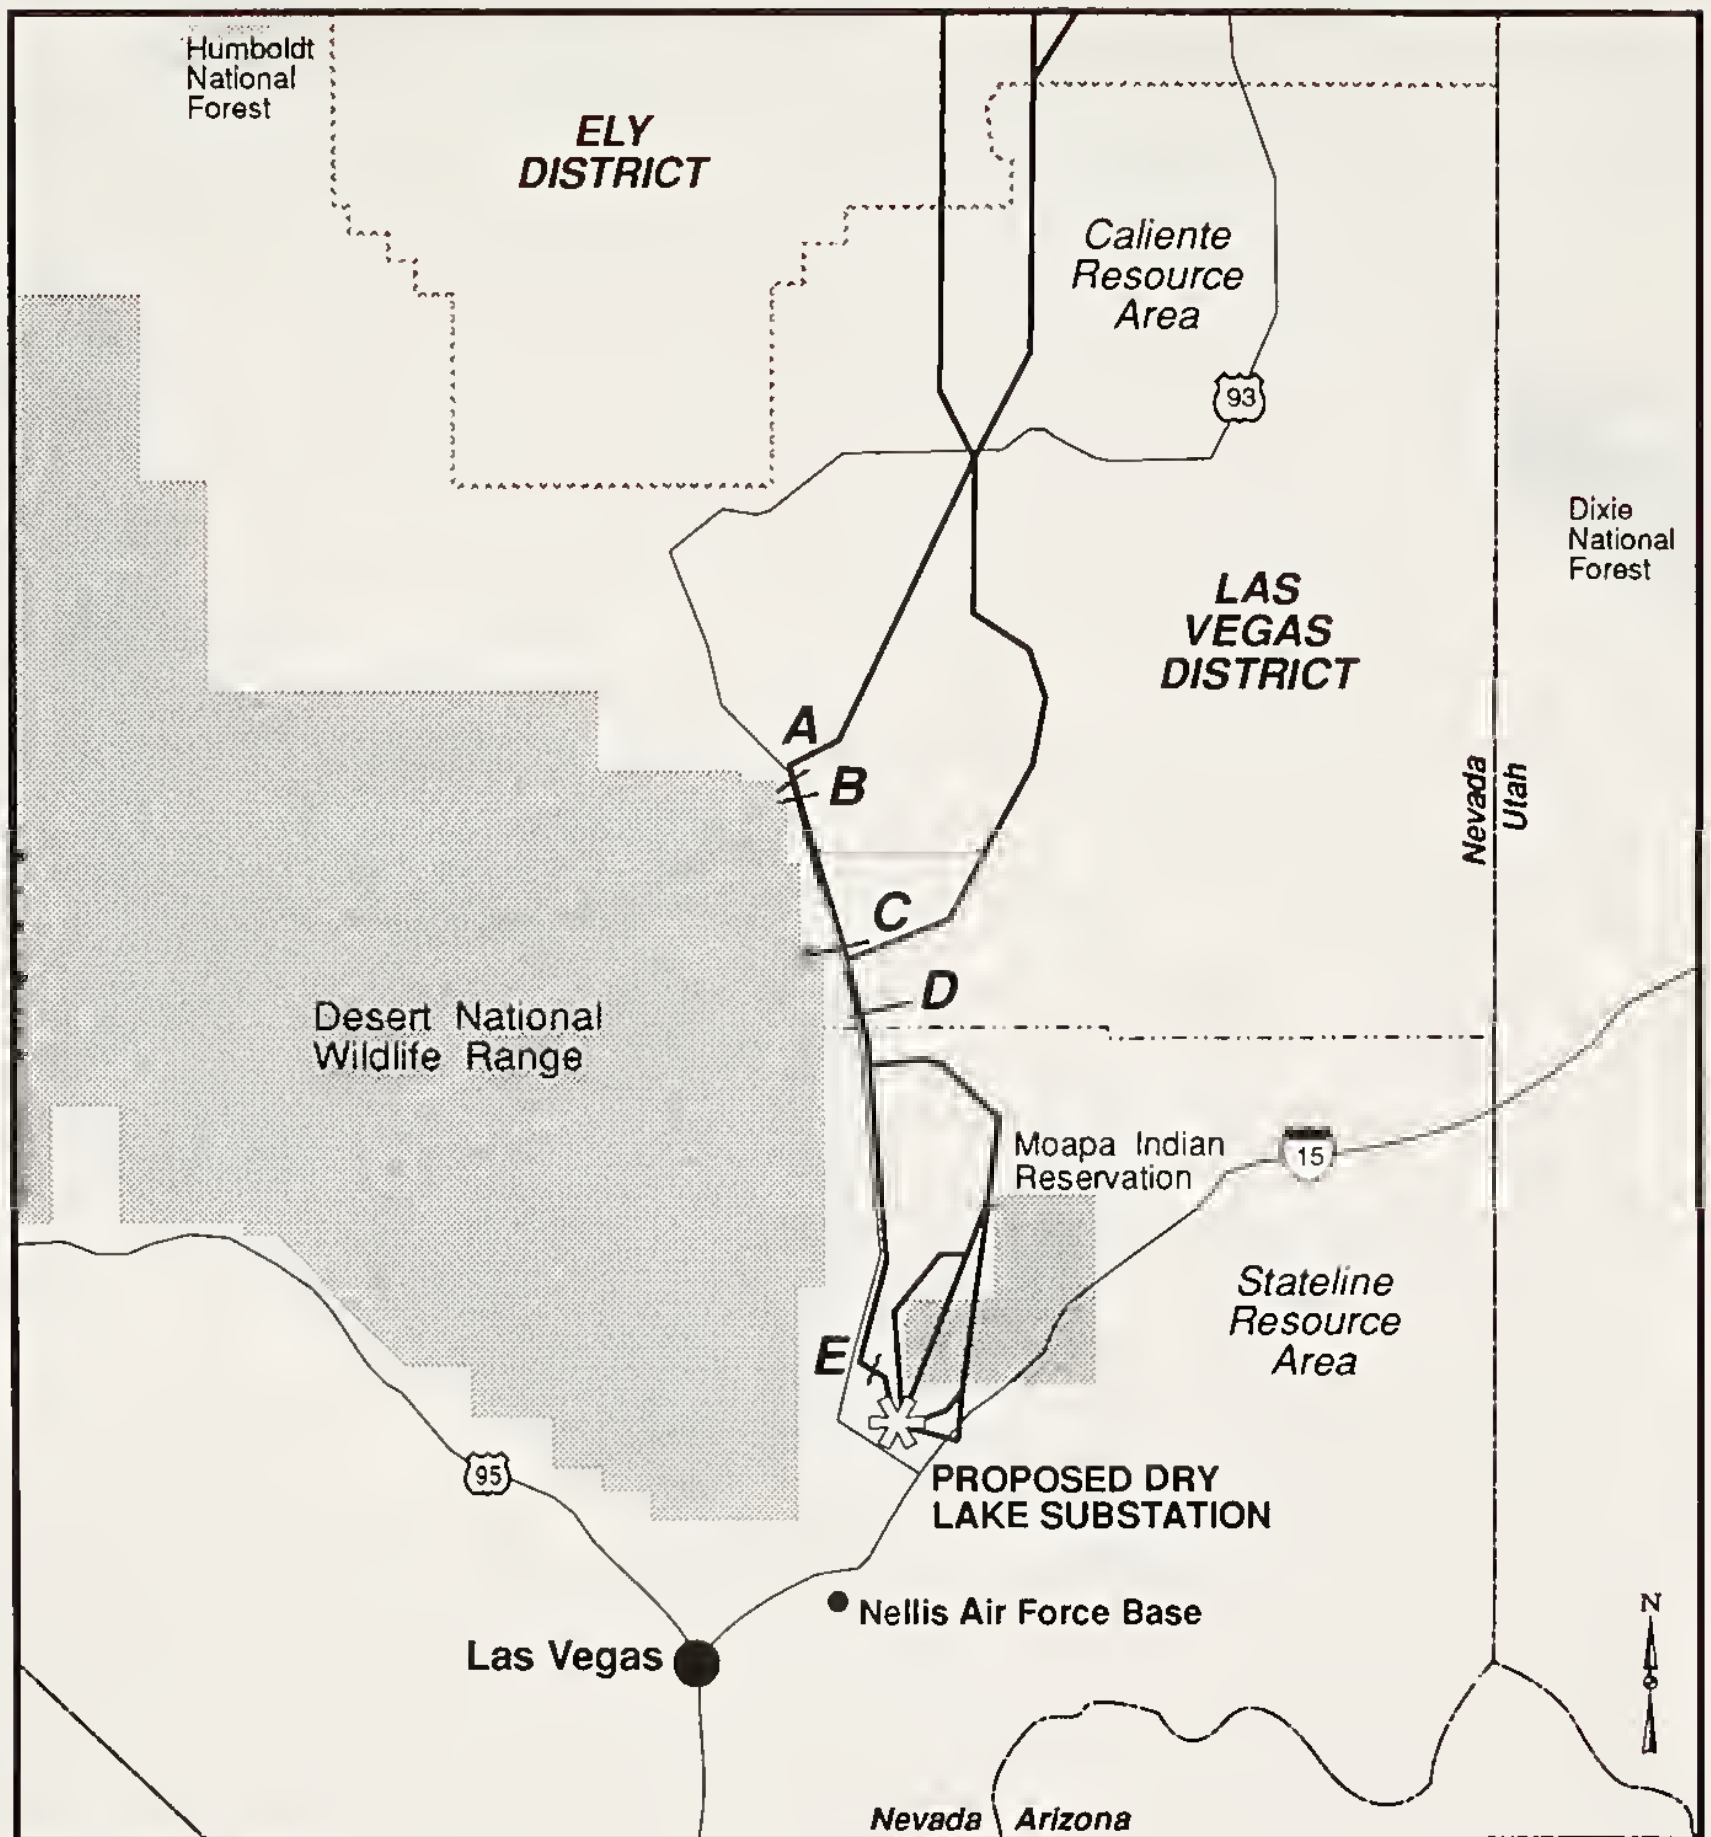 Humboldt
National
Forest
ELY
DISTRICT
Caliente
Resource
Area
93
Dixie
National
Forest
LAS
VEGAS
DISTRICT
A
B
Nevada
Utah
C
D
Desert National
Wildlife Range
Moapa Indian
Reservation
15
Stateline
Resource
Area
E
95
PROPOSED DRY
LAKE SUBSTATION
N
Nellis Air Force Base
Las Vegas
Nevada
Arizona